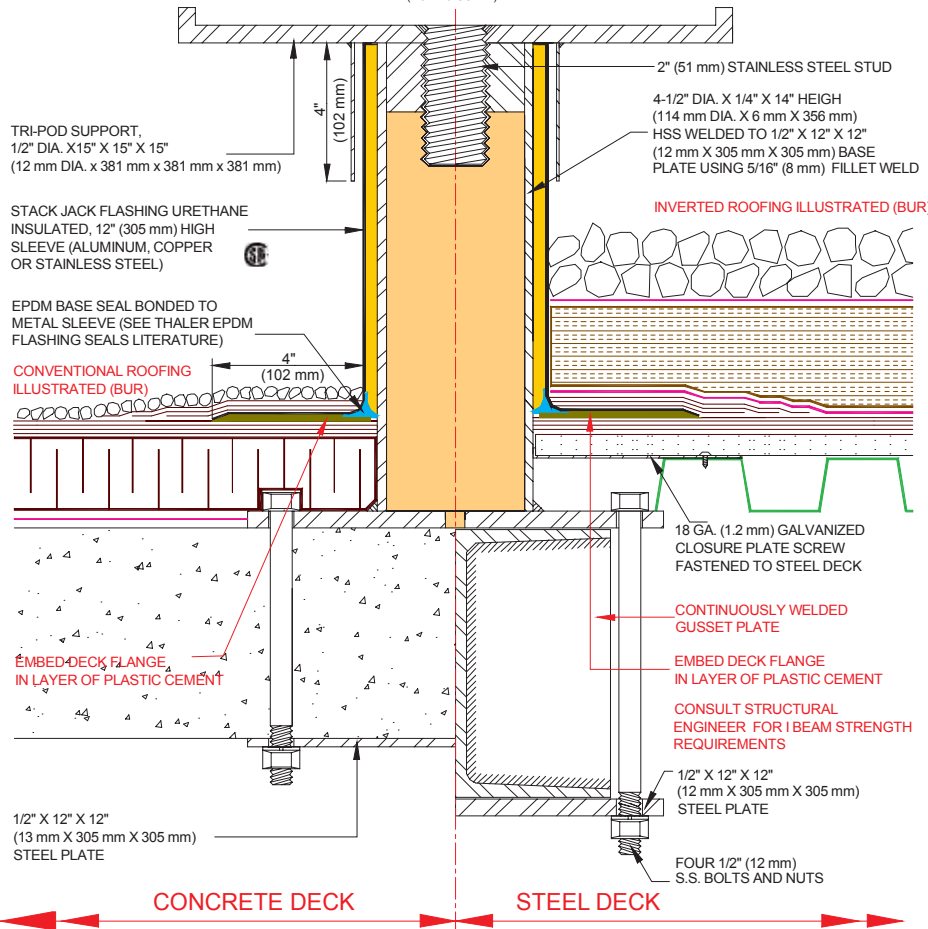 2" (51 mm) STAINLESS STEEL STUD
4-1/2" DIA. X 1/4" X 14" HEIGH
(114 mm DIA. X 6 mm X 356 mm)
HSS WELDED TO 1/2" X 12" X 12"
(12 mm X 305 mm X 305 mm) BASE
PLATE USING 5/16" (8 mm) FILLET WELD
4"
(102 mm)
TRI-POD SUPPORT,
1/2" DIA. X15" X 15" X 15"
(12 mm DIA. x 381 mm x 381 mm x 381 mm)
STACK JACK FLASHING URETHANE
INSULATED, 12" (305 mm) HIGH
SLEEVE (ALUMINUM, COPPER
OR STAINLESS STEEL)
INVERTED ROOFING ILLUSTRATED (BUR)
EPDM BASE SEAL BONDED TO
METAL SLEEVE (SEE THALER EPDM
FLASHING SEALS LITERATURE)
4"
(102 mm)
CONVENTIONAL ROOFING
ILLUSTRATED (BUR)
18 GA. (1.2 mm) GALVANIZED
CLOSURE PLATE SCREW
FASTENED TO STEEL DECK
CONTINUOUSLY WELDED
GUSSET PLATE
EMBED DECK FLANGE
IN LAYER OF PLASTIC CEMENT
EMBED DECK FLANGE
IN LAYER OF PLASTIC CEMENT
CONSULT STRUCTURAL
ENGINEER FOR I BEAM STRENGTH
REQUIREMENTS
1/2" X 12" X 12"
(12 mm X 305 mm X 305 mm)
STEEL PLATE
1/2" X 12" X 12"
(13 mm X 305 mm X 305 mm)
STEEL PLATE
FOUR 1/2" (12 mm)
S.S. BOLTS AND NUTS
CONCRETE DECK
STEEL DECK